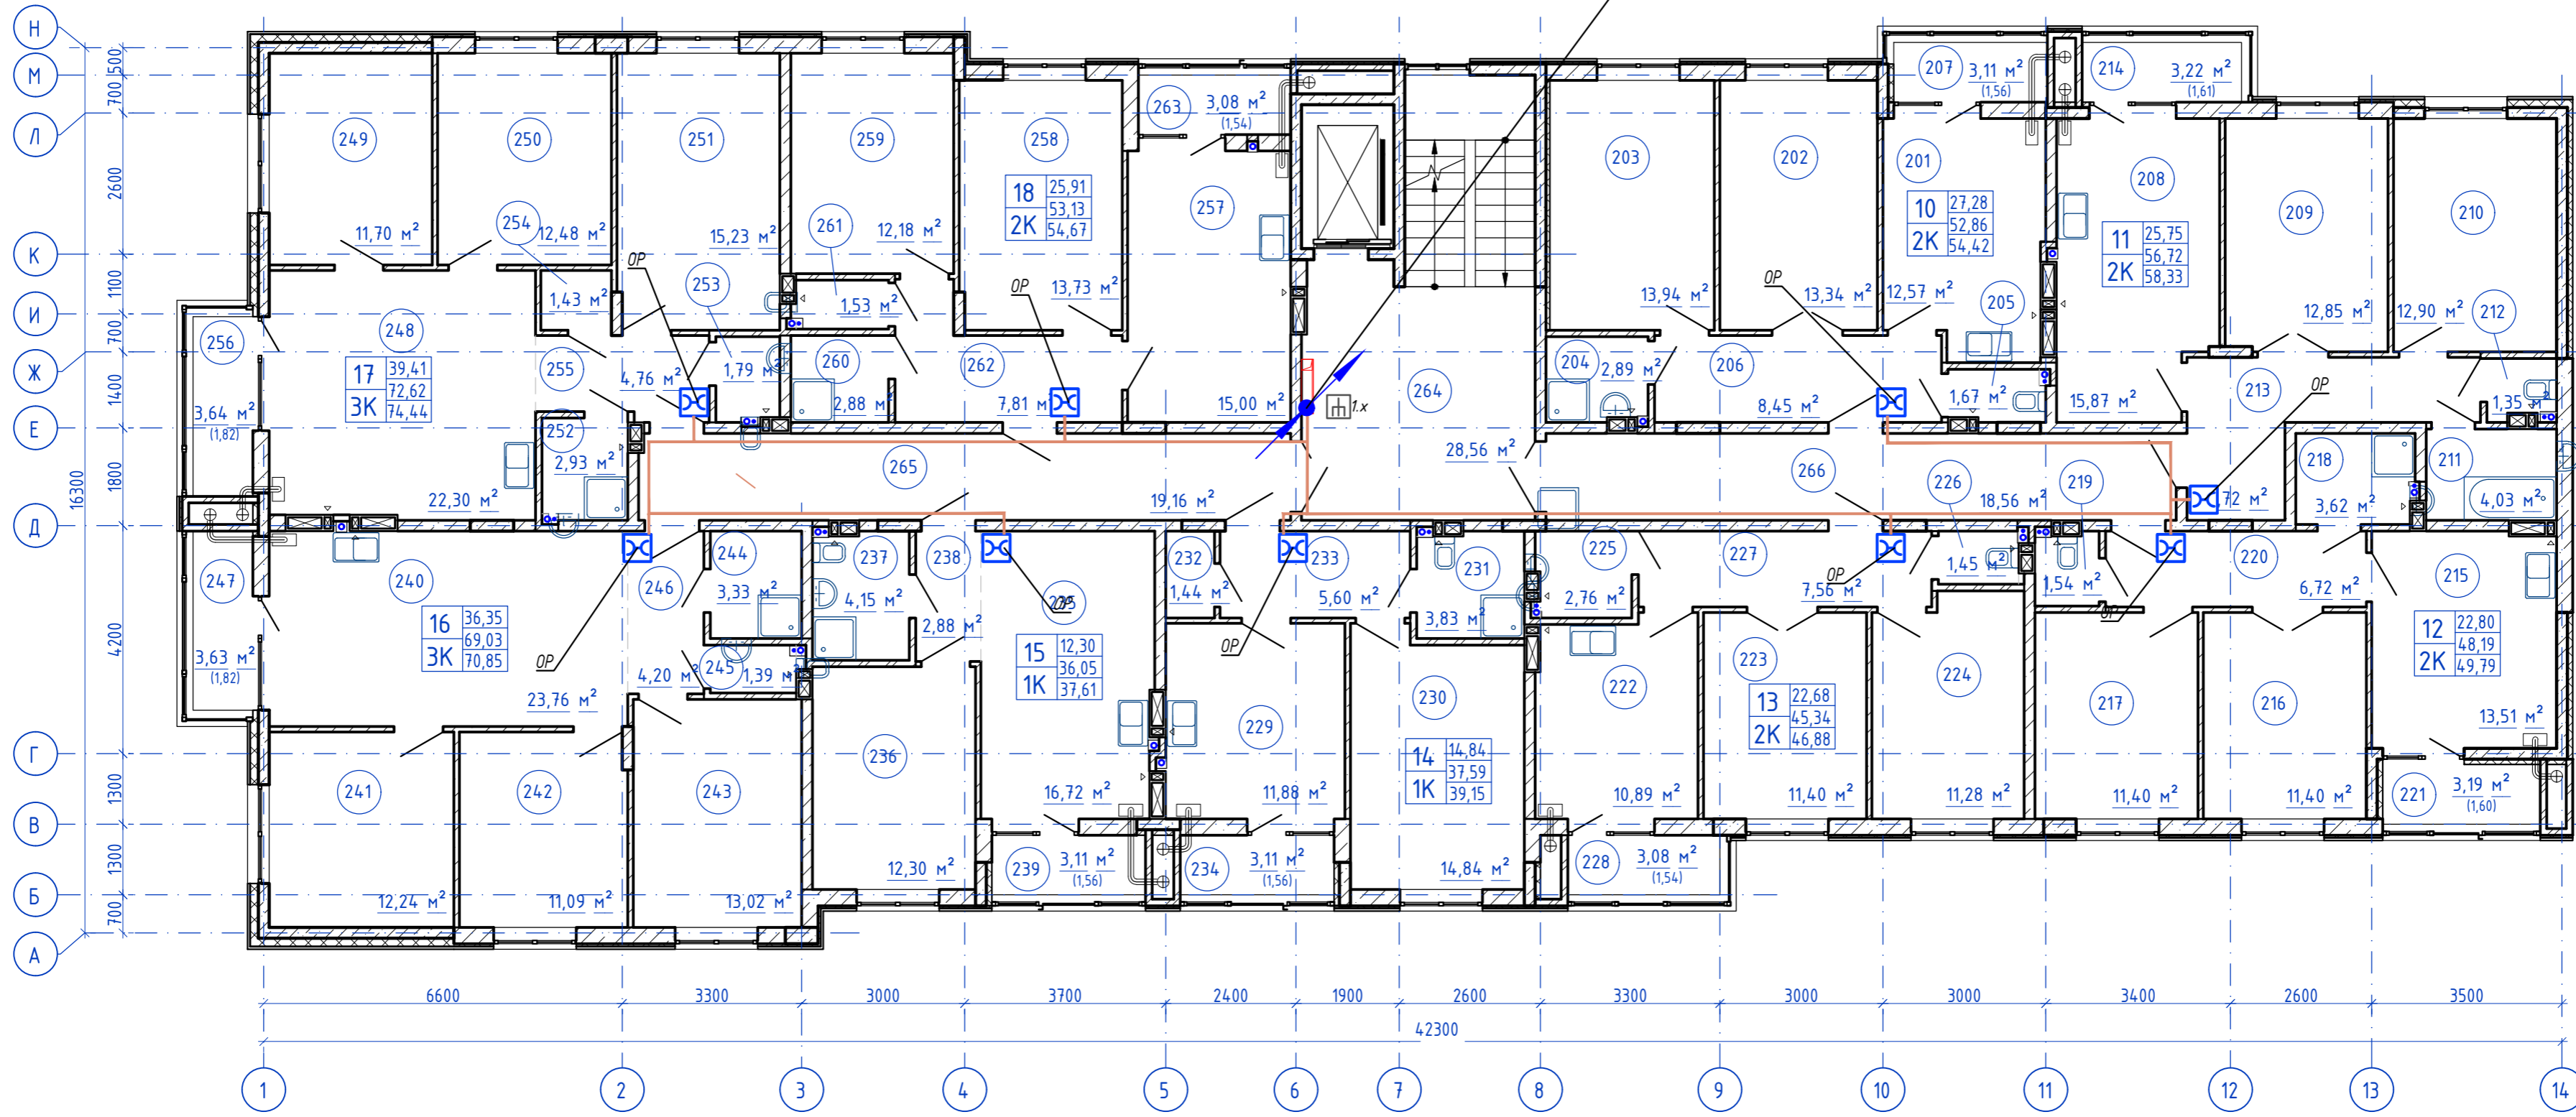 Н
М
Л
К
И
Ж
Е
Д
Г
В
Б
А
500
700
2600
1100
700
1400
1800
4200
1300
1300
700
16300
249
11,70 м²
250
254
12,48 м²
1,43 м²
251
15,23 м²
ОР
253
259
261
12,18 м²
1,53 м²
258
18 25,91
53,13
2К 54,67
ОР
13,73 м²
263
3,08 м²
(1,54)
257
203
13,94 м²
202
ОР
13,34 м²
207
3,11 м²
(1,56)
214
3,22 м²
(1,61)
201
10 27,28
52,86
2К 54,42
12,57 м²
205
208
11 25,75
56,72
2К 58,33
209
12,85 м²
210
12,90 м²
212
256
3,64 м²
(1,82)
248
17 39,41
72,62
3К 74,44
22,30 м²
255
4,76 м²
1,79 м²
252
2,93 м²
260
2,88 м²
262
7,81 м²
15,00 м²
264
1.х
28,56 м²
204
2,89 м²
206
8,45 м²
1,67 м²
15,87 м²
213
ОР
1,35 м²
265
19,16 м²
266
226
18,56 м²
219
72 м²
218
3,62 м²
211
4,03 м²
247
3,63 м²
(1,82)
240
16 36,35
69,03
3К 70,85
23,76 м²
ОР
246
4,20 м²
244
3,33 м²
245
1,39 м²
237
4,15 м²
238
2,88 м²
235
ОР
15 12,30
36,05
1К 37,61
16,72 м²
232
1,44 м²
233
5,60 м²
ОР
231
3,83 м²
225
2,76 м²
227
7,56 м²
ОР
1,45 м²
1,54 м²
ОР
220
6,72 м²
215
12 22,80
48,19
2К 49,79
13,51 м²
241
12,24 м²
242
11,09 м²
243
13,02 м²
236
12,30 м²
239
3,11 м²
(1,56)
229
11,88 м²
234
3,11 м²
(1,56)
230
14 14,84
37,59
1К 39,15
14,84 м²
222
10,89 м²
228
3,08 м²
(1,54)
223
13 22,68
45,34
2К 46,88
11,40 м²
224
11,28 м²
217
11,40 м²
216
11,40 м²
221
3,19 м²
(1,60)
6600
3300
3000
3700
2400
1900
2600
3300
3000
3000
3400
2600
3500
42300
1
2
3
4
5
6
7
8
9
10
11
12
13
14